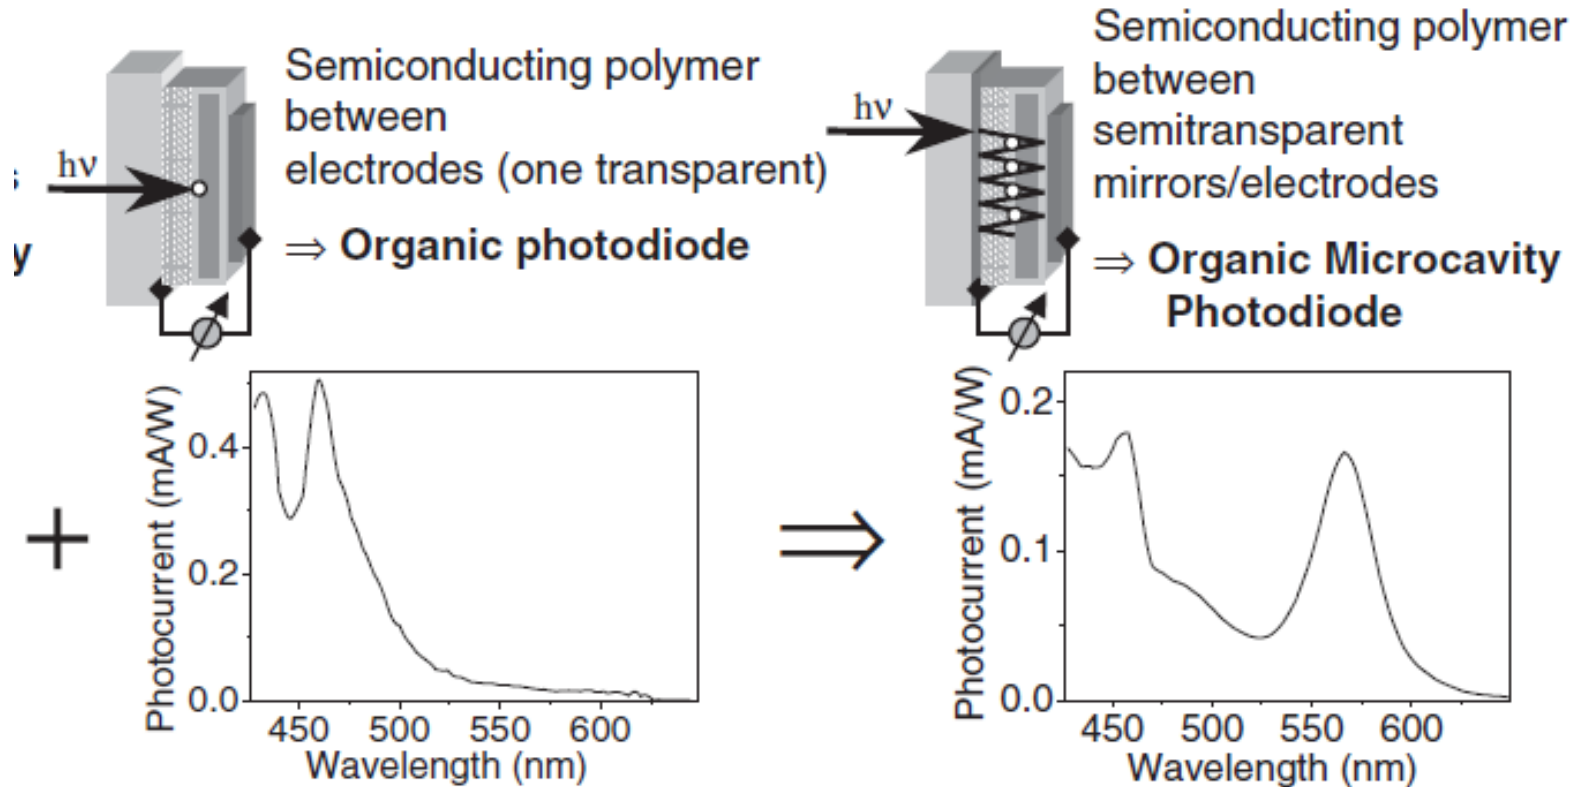 s
y
hν
Semiconducting polymer
between
electrodes (one transparent)
⇒ Organic photodiode
hν
Semiconducting polymer
between
semitransparent
mirrors/electrodes
⇒ Organic Microcavity
Photodiode
+
Photocurrent (mA/W)
0.4
0.2
0.0
450 500 550 600
Wavelength (nm)
⇒
Photocurrent (mA/W)
0.2
0.1
0.0
450 500 550 600
Wavelength (nm)